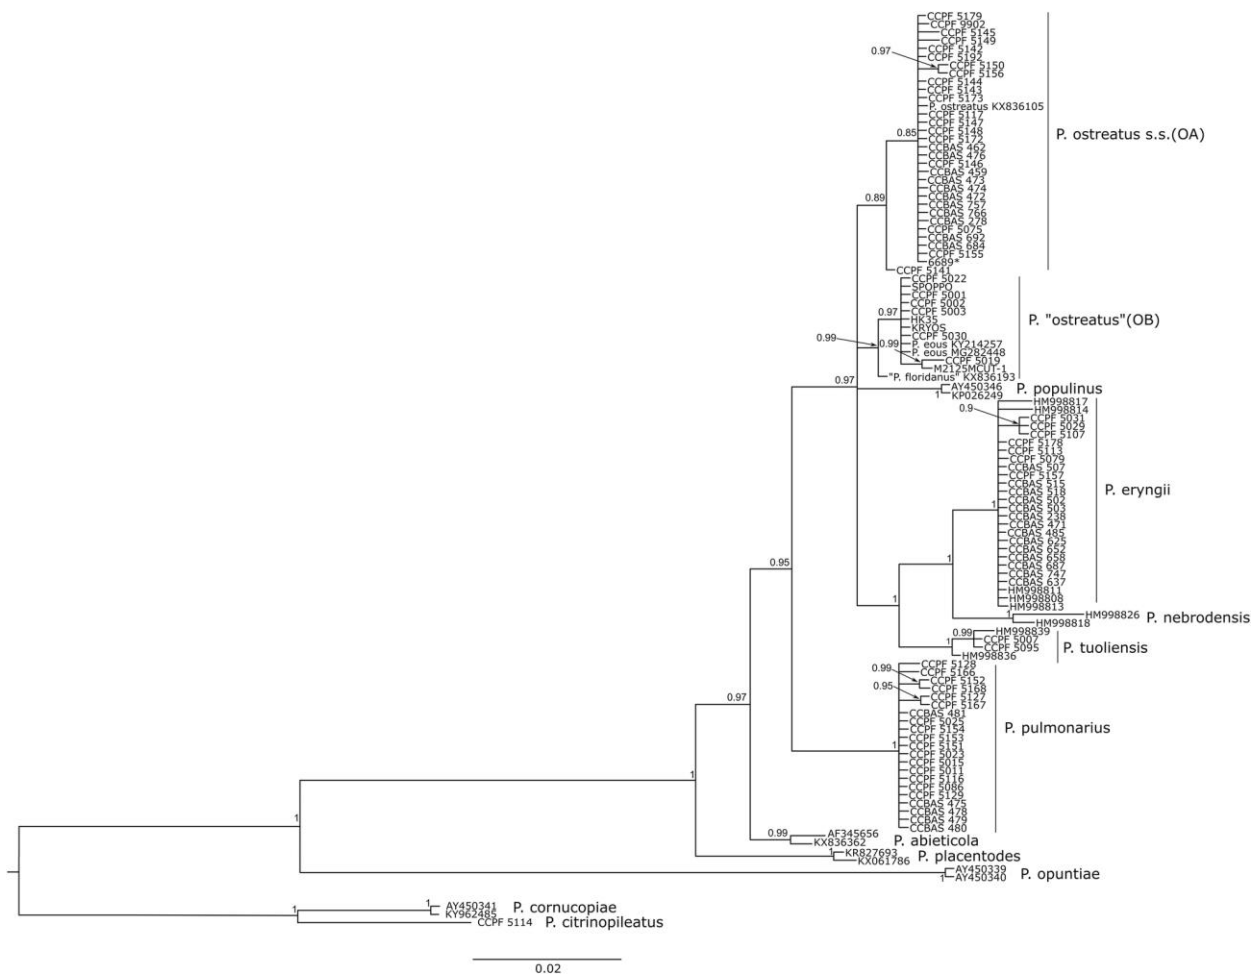 CCPF 5179
CCPF 9902
CCPF 5145
CCPF 5149
CCPF 5142
CCPF 5192
0.97
CCPF 5150
CCPF 5156
CCPF 5144
CCPF 5143
CCPF 5173
P. ostreatus KX836105
CCPF 5117
CCPF 5147
CCPF 5148
0.85
CCPF 5172
CCBAS 462
CCBAS 476
CCPF 5146
CCBAS 459
CCBAS 473
CCBAS 474
CCBAS 472
CCBAS 757
CCBAS 766
CCBAS 278
CCPF 5075
CCBAS 692
CCBAS 684
CCPF 5155
6689*
0.89
CCPF 5141
P. ostreatus s.s.(OA)
CCPF 5022
SPOPPO
CCPF 5001
CCPF 5002
CCPF 5003
0.97
HK35
KRYOS
CCPF 5030
0.99
0.99
P. eous KY214257
P. eous MG282448
CCPF 5019
M2125MCUT-1
"P. floridanus" KX836193
P. "ostreatus"(OB)
0.97
AY450346
1
KP026249
P. populinus
HM998817
HM998814
0.9
CCPF 5031
CCPF 5029
CCPF 5107
CCPF 5178
CCPF 5113
CCPF 5079
CCBAS 507
CCPF 5157
CCBAS 515
CCBAS 518
CCBAS 502
1
CCBAS 503
CCBAS 238
CCBAS 471
CCBAS 485
CCBAS 625
CCBAS 652
CCBAS 658
CCBAS 687
CCBAS 747
CCBAS 637
HM998811
HM998808
HM998813
P. eryngii
1
0.95
1
1
HM998826
HM998818
P. nebrodensis
0.99
HM998839
CCPF 5007
CCPF 5095
1
HM998836
P. tuoliensis
CCPF 5128
CCPF 5166
0.99
CCPF 5152
CCPF 5168
0.95
CCPF 5127
CCPF 5167
CCBAS 481
CCPF 5025
CCPF 5154
CCPF 5153
1
CCPF 5151
CCPF 5023
CCPF 5015
CCPF 5011
CCPF 5116
CCPF 5086
CCPF 5129
CCBAS 475
CCBAS 478
CCBAS 479
CCBAS 480
P. pulmonarius
0.97
1
0.99
AF345656
KX836362
P. abieticola
1
KR827693
KX061786
P. placentodes
1
AY450339
1
AY450340
P. opuntiae
1
AY450341
KY962485
P. cornucopiae
1
CCPF 5114
P. citrinopileatus
0.02